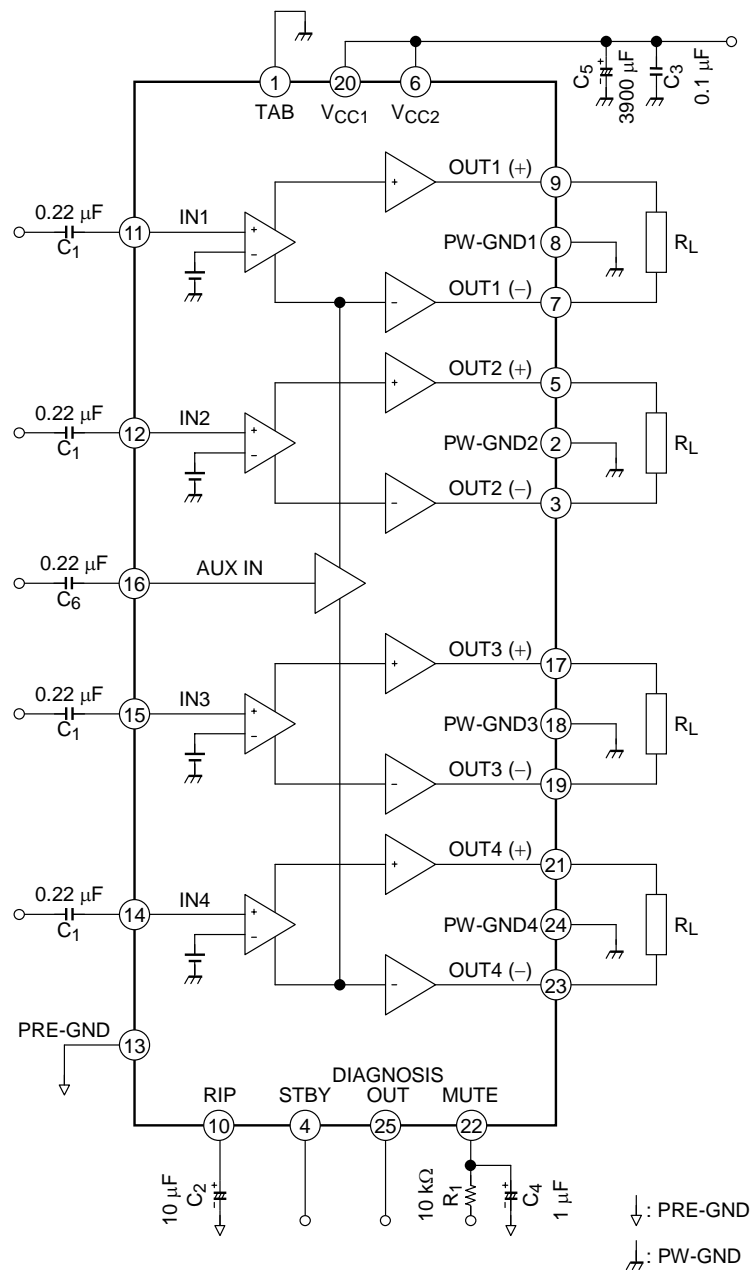 1
TAB
20
VCC1
6
VCC2
C5
3900 μF
C3
0.1 μF
0.22 μF
C1
11
IN1
OUT1 (+)
9
PW-GND1
8
RL
OUT1 (−)
7
0.22 μF
C1
12
IN2
OUT2 (+)
5
PW-GND2
2
RL
OUT2 (−)
3
0.22 μF
C6
16
AUX IN
0.22 μF
C1
15
IN3
OUT3 (+)
17
PW-GND3
18
RL
OUT3 (−)
19
0.22 μF
C1
14
IN4
OUT4 (+)
21
PW-GND4
24
RL
OUT4 (−)
23
PRE-GND
13
RIP
10
STBY
4
DIAGNOSIS
OUT
25
MUTE
22
10 μF
C2
10 kΩ
R1
C4
1 μF
: PRE-GND
: PW-GND